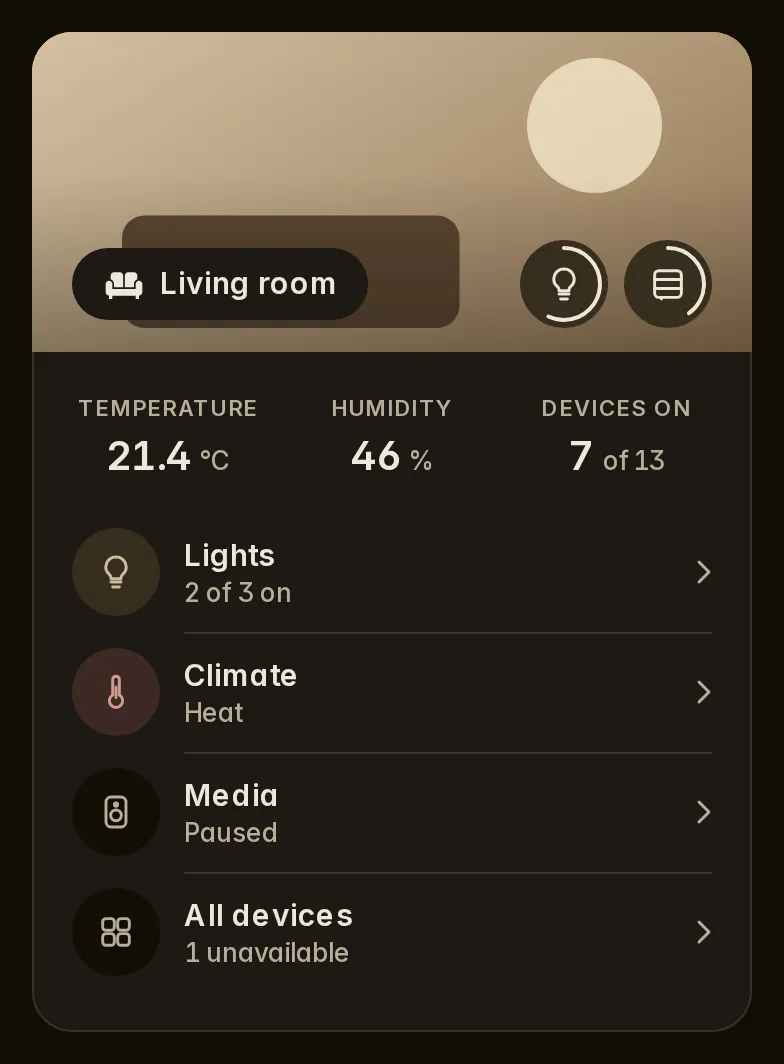 Living room
TEMPERATURE HUMIDITY DEVICES ON
21.4 °C 46 % 7 of 13
Lights
2 of 3 on
Climate
Heat
Media
Paused
All devices
1 unavailable